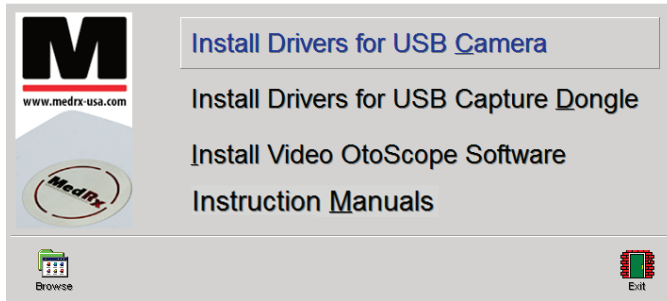 M
Install Drivers for USB Camera
www.medrx-usa.com
Install Drivers for USB Capture Dongle
Install Video OtoScope Software
MedRx
Instruction Manuals
Browse
Exit